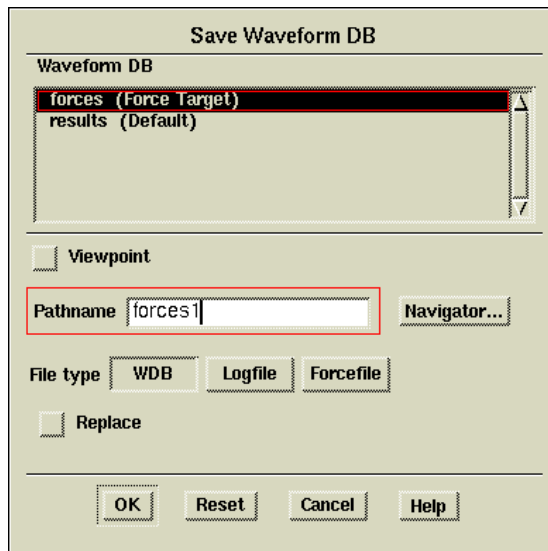 Save Waveform DB
Waveform DB
forces (Force Target)
results (Default)
Viewpoint
Pathname forces1 Navigator...
File type WDB Logfile Forcefile
Replace
OK Reset Cancel Help